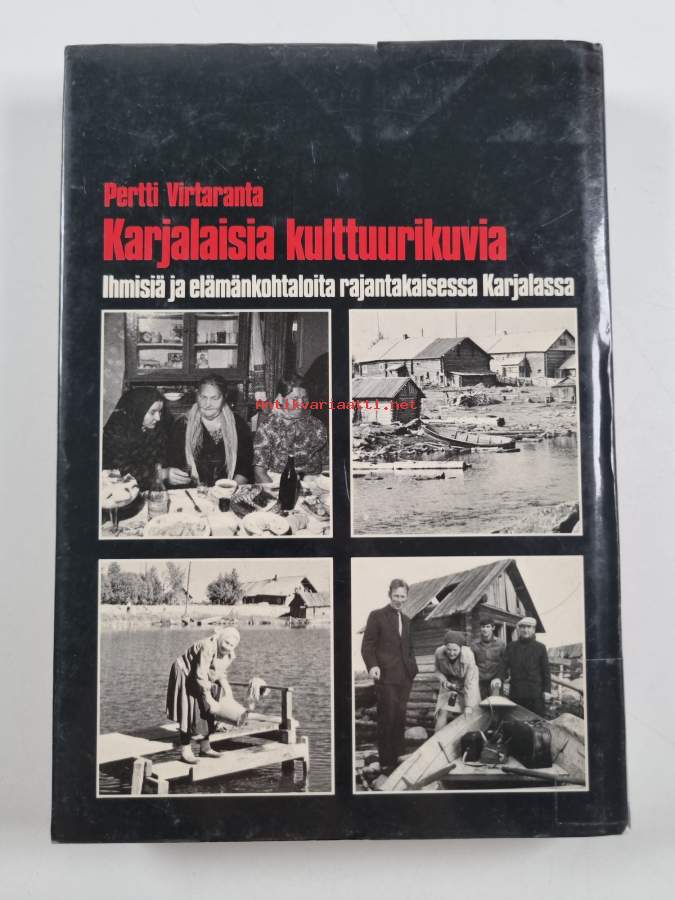 Pertti Virtaranta
Karjalaisia kulttuurikuvia
Ihmisiä ja elämänkohtaloita rajantakaisessa Karjalassa
Antikvariaatti.net